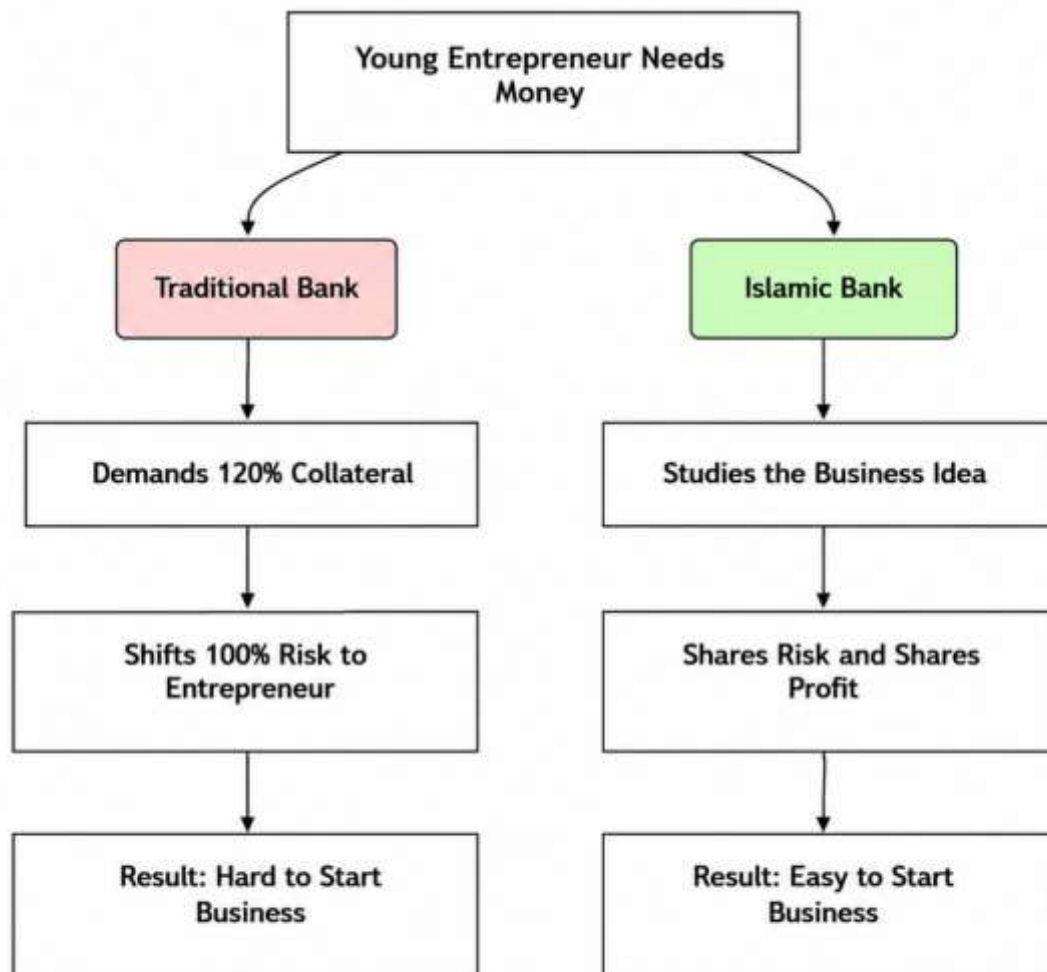 Young Entrepreneur Needs
Money
Traditional Bank
Islamic Bank
Demands 120% Collateral
Studies the Business Idea
Shifts 100% Risk to
Entrepreneur
Shares Risk and Shares
Profit
Result: Hard to Start
Business
Result: Easy to Start
Business